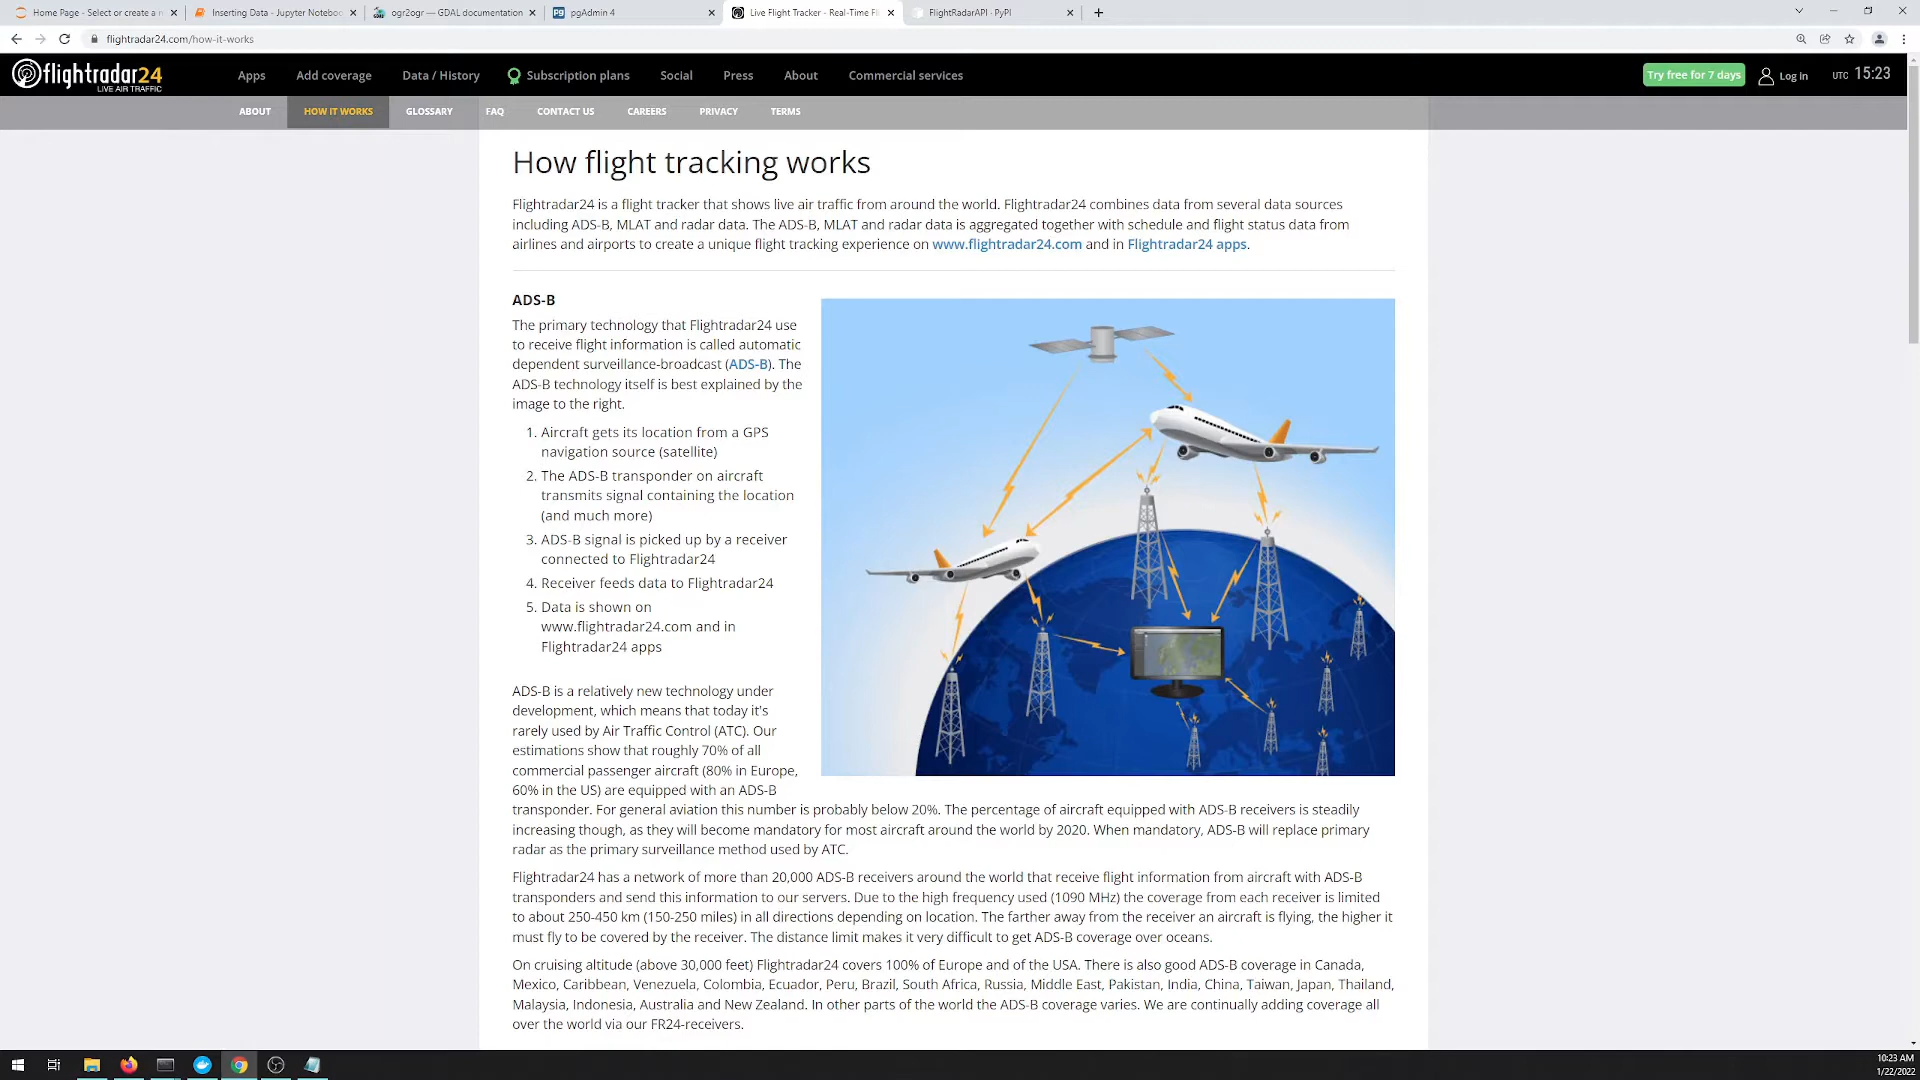 Home Page - Select or create a n
Inserting Data - Jupyter Noteboo
ogr2ogr — GDAL documentation
pgAdmin 4
Live Flight Tracker - Real-Time Fl
FlightRadarAPI · PyPI
flightradar24.com/how-it-works
flightradar24
LIVE AIR TRAFFIC
Apps
Add coverage
Data / History
Subscription plans
Social
Press
About
Commercial services
Try free for 7 days
Log in
UTC 15:23
ABOUT
HOW IT WORKS
GLOSSARY
FAQ
CONTACT US
CAREERS
PRIVACY
TERMS
How flight tracking works
Flightradar24 is a flight tracker that shows live air traffic from around the world. Flightradar24 combines data from several data sources
including ADS-B, MLAT and radar data. The ADS-B, MLAT and radar data is aggregated together with schedule and flight status data from
airlines and airports to create a unique flight tracking experience on www.flightradar24.com and in Flightradar24 apps.
ADS-B
The primary technology that Flightradar24 use
to receive flight information is called automatic
dependent surveillance-broadcast (ADS-B). The
ADS-B technology itself is best explained by the
image to the right.
1. Aircraft gets its location from a GPS
navigation source (satellite)
2. The ADS-B transponder on aircraft
transmits signal containing the location
(and much more)
3. ADS-B signal is picked up by a receiver
connected to Flightradar24
4. Receiver feeds data to Flightradar24
5. Data is shown on
www.flightradar24.com and in
Flightradar24 apps
ADS-B is a relatively new technology under
development, which means that today it's
rarely used by Air Traffic Control (ATC). Our
estimations show that roughly 70% of all
commercial passenger aircraft (80% in Europe,
60% in the US) are equipped with an ADS-B
transponder. For general aviation this number is probably below 20%. The percentage of aircraft equipped with ADS-B receivers is steadily
increasing though, as they will become mandatory for most aircraft around the world by 2020. When mandatory, ADS-B will replace primary
radar as the primary surveillance method used by ATC.
Flightradar24 has a network of more than 20,000 ADS-B receivers around the world that receive flight information from aircraft with ADS-B
transponders and send this information to our servers. Due to the high frequency used (1090 MHz) the coverage from each receiver is limited
to about 250-450 km (150-250 miles) in all directions depending on location. The farther away from the receiver an aircraft is flying, the higher it
must fly to be covered by the receiver. The distance limit makes it very difficult to get ADS-B coverage over oceans.
On cruising altitude (above 30,000 feet) Flightradar24 covers 100% of Europe and of the USA. There is also good ADS-B coverage in Canada,
Mexico, Caribbean, Venezuela, Colombia, Ecuador, Peru, Brazil, South Africa, Russia, Middle East, Pakistan, India, China, Taiwan, Japan, Thailand,
Malaysia, Indonesia, Australia and New Zealand. In other parts of the world the ADS-B coverage varies. We are continually adding coverage all
over the world via our FR24-receivers.
10:23 AM
1/22/2022